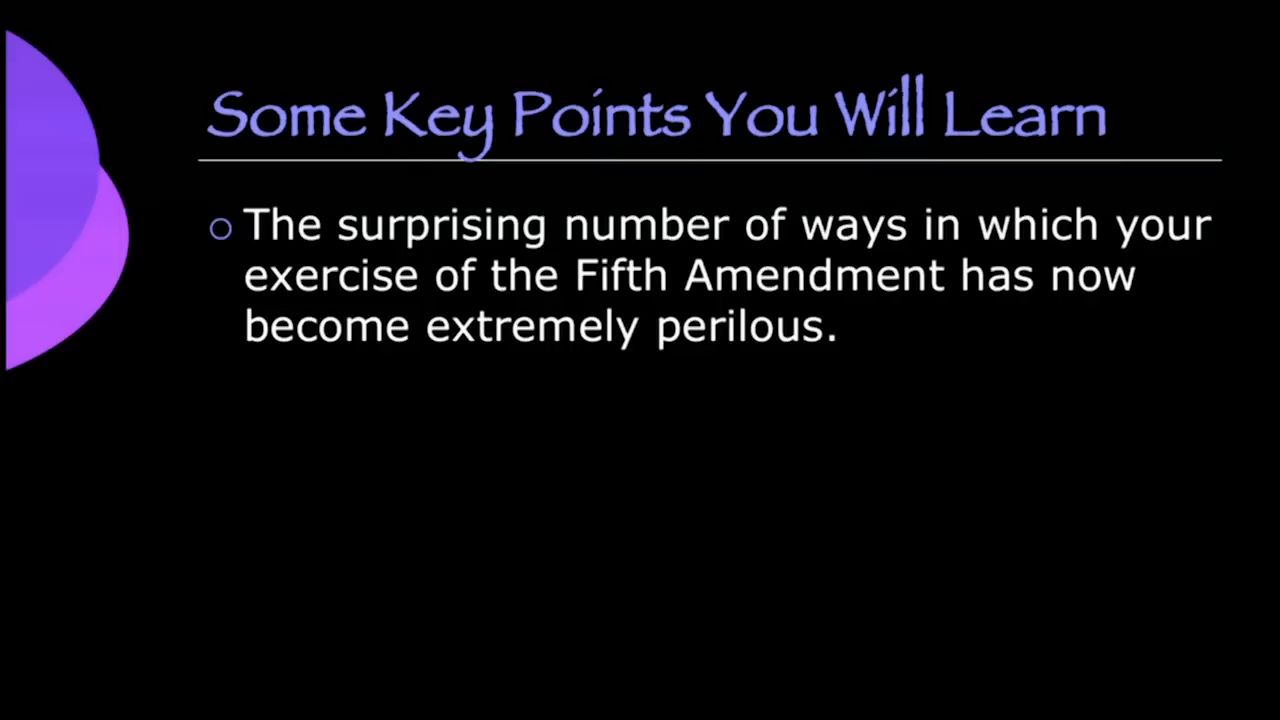 Some Key Points You Will Learn
The surprising number of ways in which your
exercise of the Fifth Amendment has now
become extremely perilous.